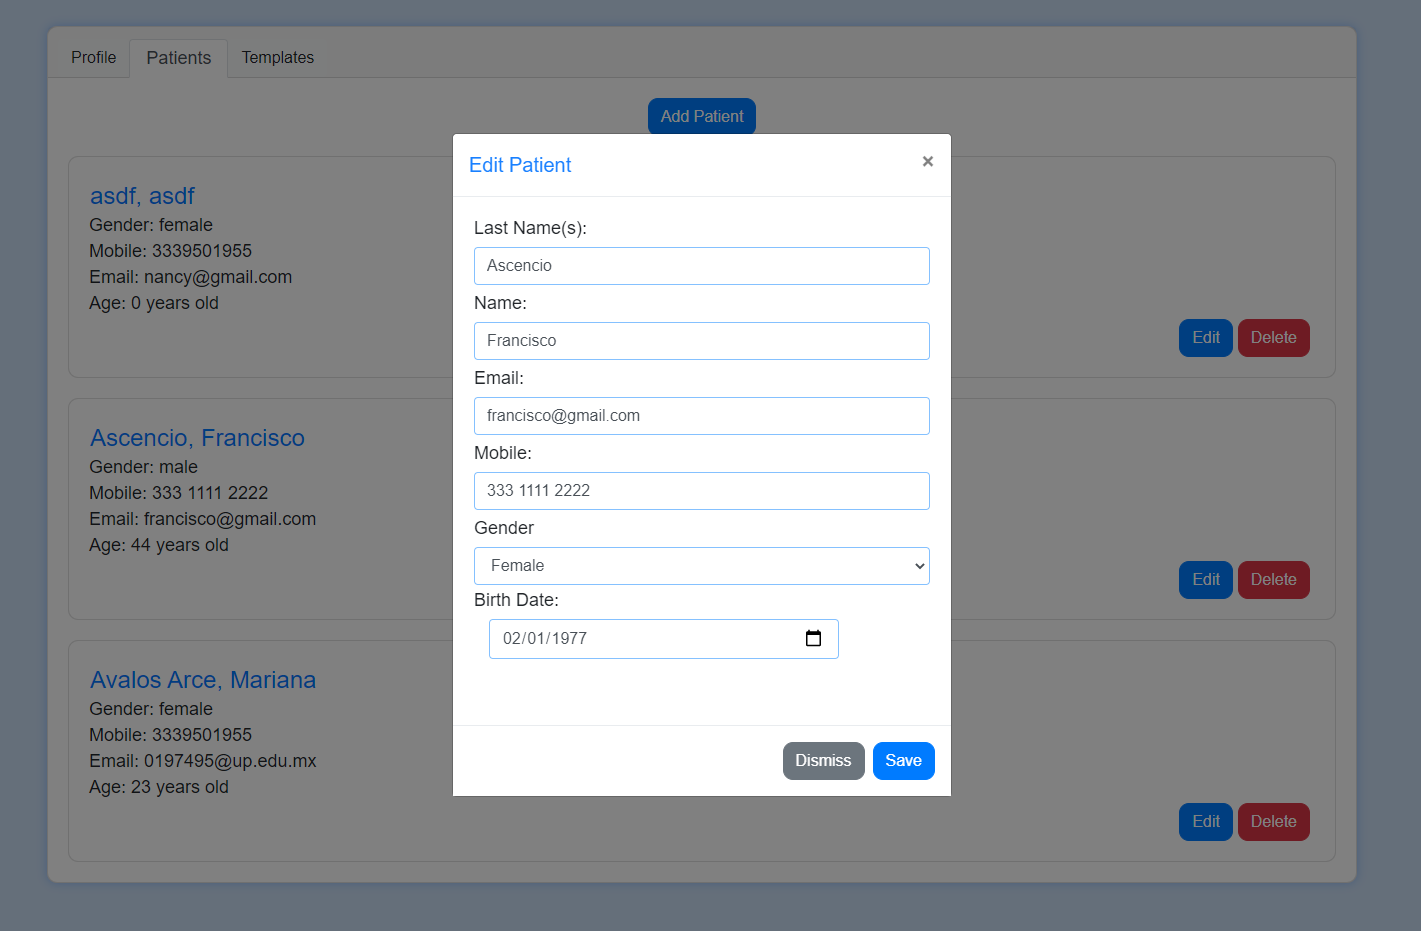 Profile Patients Templates
Add Patient
asdf, asdf
Gender: female
Mobile: 3339501955
Email: nancy@gmail.com
Age: 0 years old
Edit Delete
Ascencio, Francisco
Gender: male
Mobile: 333 1111 2222
Email: francisco@gmail.com
Age: 44 years old
Edit Delete
Avalos Arce, Mariana
Gender: female
Mobile: 3339501955
Email: 0197495@up.edu.mx
Age: 23 years old
Edit Delete
Edit Patient ×
Last Name(s):
Ascencio
Name:
Francisco
Email:
francisco@gmail.com
Mobile:
333 1111 2222
Gender
Female
Birth Date:
02/01/1977
Dismiss Save